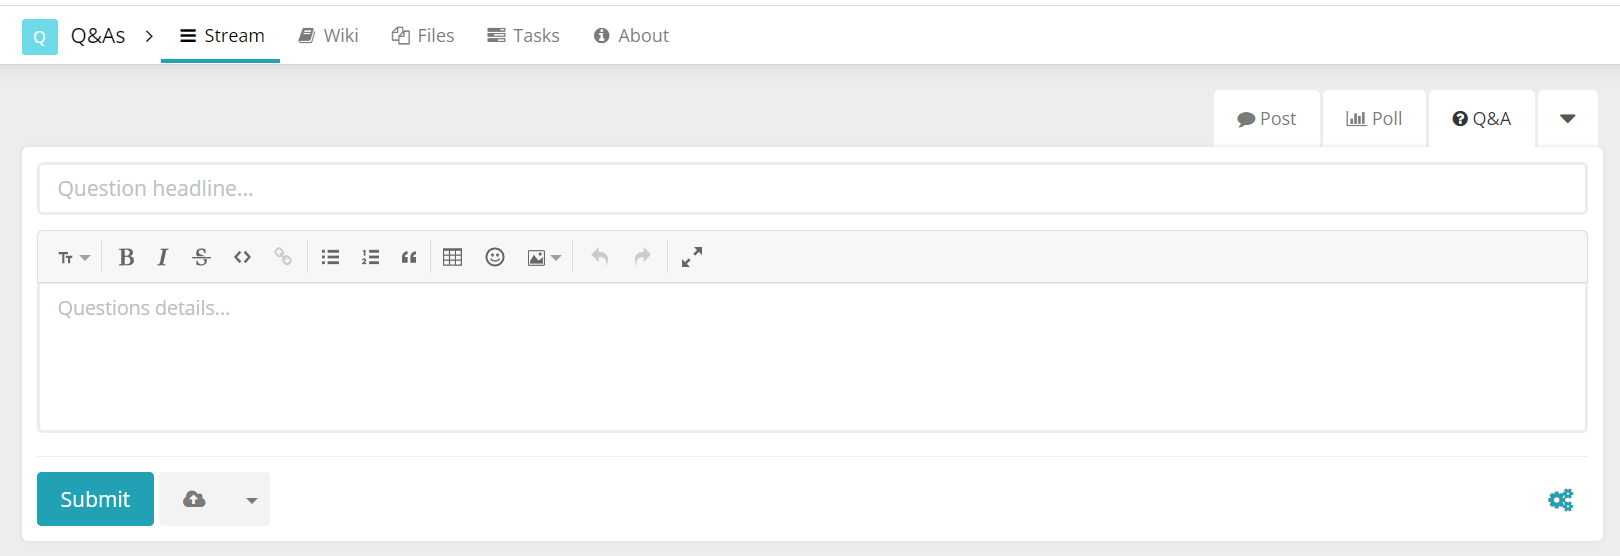 Q Q&As Stream Wiki Files Tasks About
Post Poll Q&A
Question headline...
Questions details...
Submit